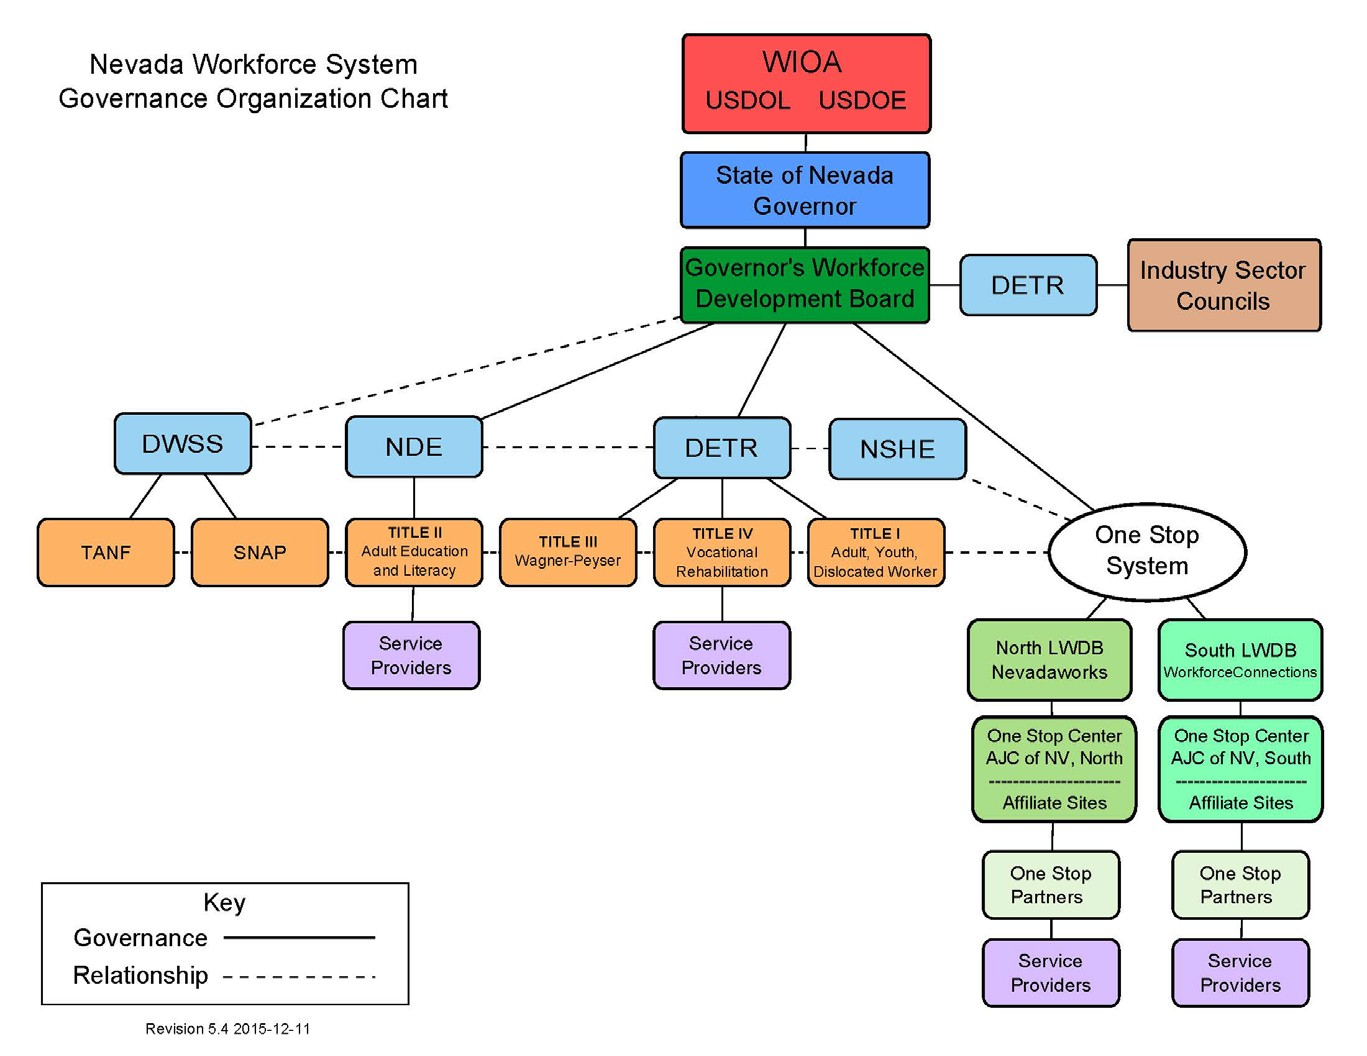 Nevada Workforce System
Governance Organization Chart
WIOA
USDOL USDOE
State of Nevada
Governor
Governor's Workforce
Development Board
DETR
Industry Sector
Councils
DWSS
NDE
DETR
NSHE
TANF
SNAP
TITLE II
Adult Education
and Literacy
TITLE III
Wagner-Peyser
TITLE IV
Vocational
Rehabilitation
TITLE I
Adult, Youth,
Dislocated Worker
One Stop
System
Service
Providers
Service
Providers
North LWDB
Nevadaworks
South LWDB
WorkforceConnections
One Stop Center
AJC of NV, North
----------------------
Affiliate Sites
One Stop Center
AJC of NV, South
----------------------
Affiliate Sites
One Stop
Partners
One Stop
Partners
Service
Providers
Service
Providers
Key
Governance
Relationship
Revision 5.4 2015-12-11